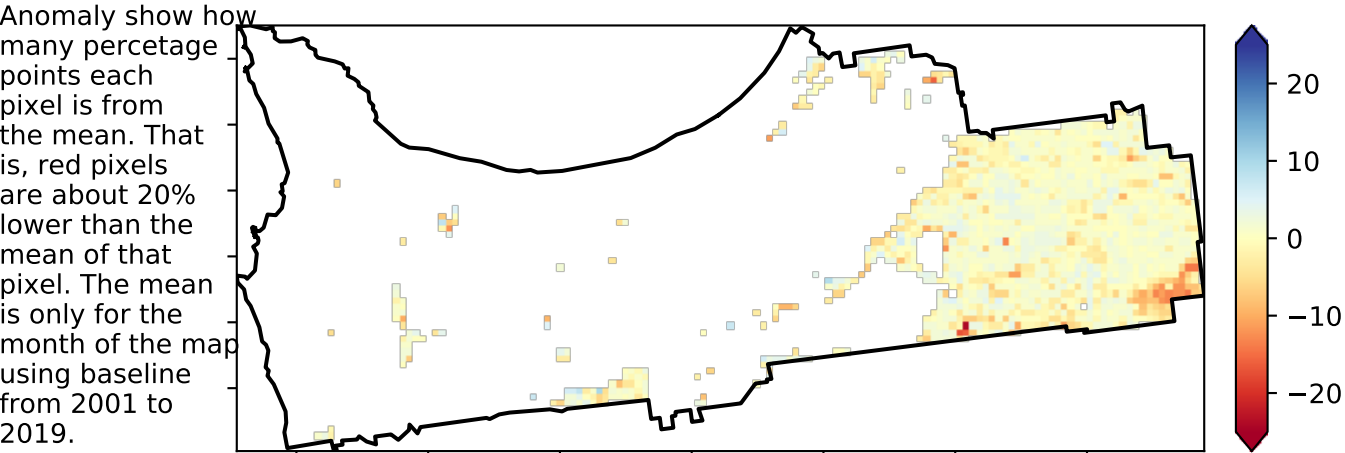 Anomaly show how
many percetage
points each
pixel is from
the mean. That
is, red pixels
are about 20%
lower than the
mean of that
pixel. The mean
is only for the
month of the map
using baseline
from 2001 to
2019.
20
10
0
−10
−20